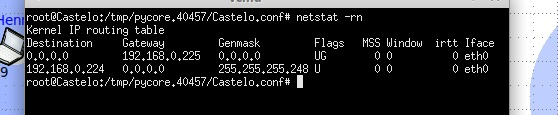 Henr
root@Castelo:/tmp/pycore.40457/Castelo.conf# netstat -rn
Kernel IP routing table
Destination Gateway Genmask Flags MSS Window irtt Iface
0.0.0.0 192.168.0.225 0.0.0.0 UG 0 0 0 eth0
192.168.0.224 0.0.0.0 255.255.255.248 U 0 0 0 eth0
9
root@Castelo:/tmp/pycore.40457/Castelo.conf#